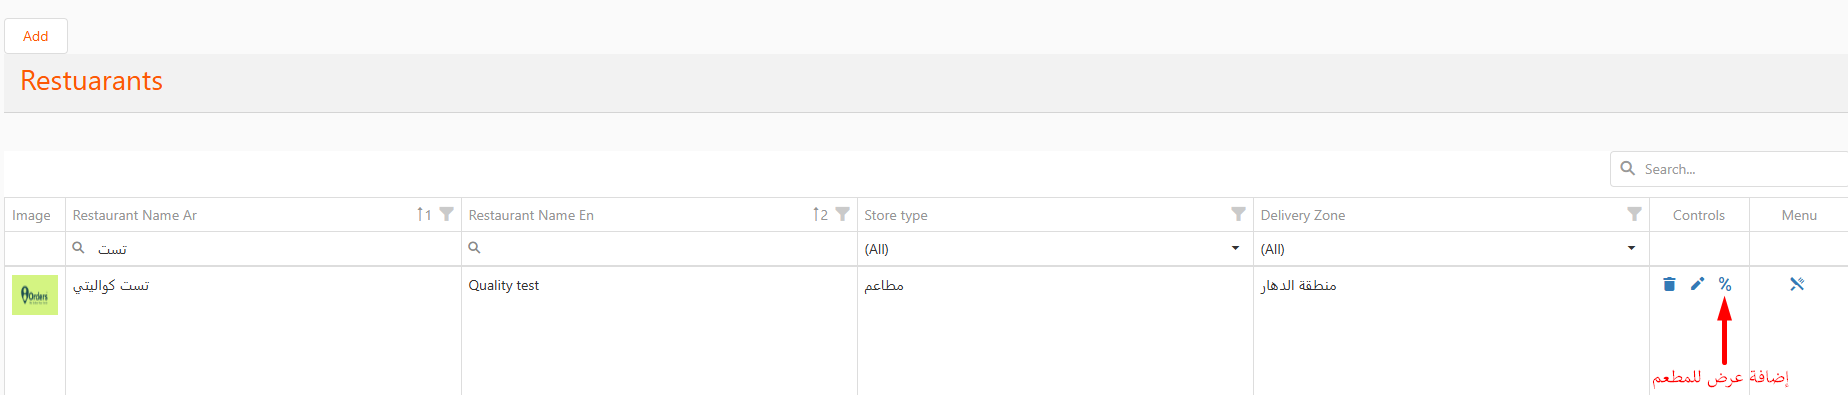 Add
Restuarants
Search...
Image Restaurant Name Ar 1 Restaurant Name En 2 Store type Delivery Zone Controls Menu
تست (All) (All)
Orders تست كواليتي Quality test مطاعم منطقة الدهار %
إضافة عرض للمطعم